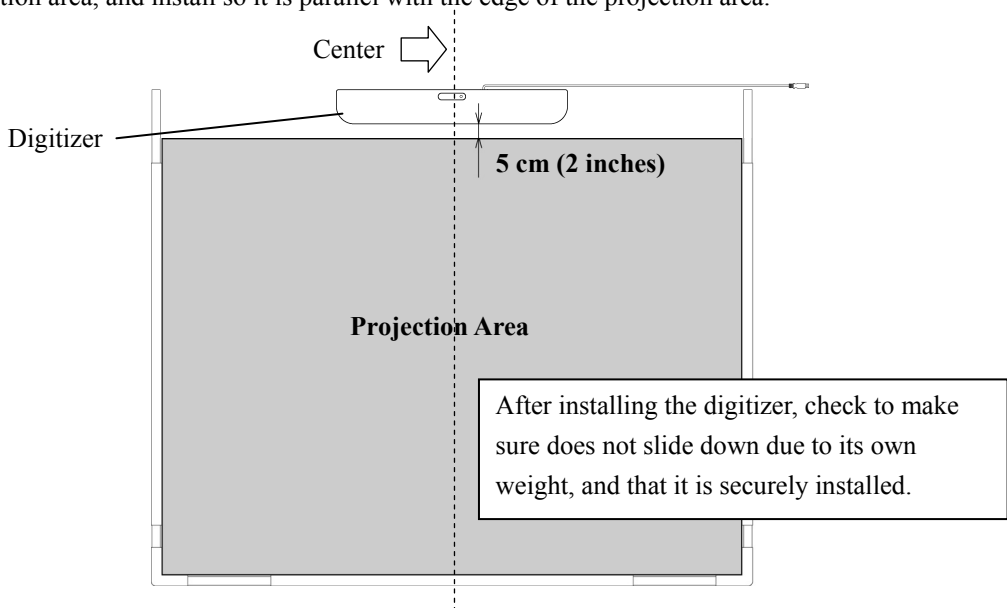 tion area, and install so it is parallel with the edge of the projection area.
Center
Digitizer
5 cm (2 inches)
Projection Area
After installing the digitizer, check to make
sure does not slide down due to its own
weight, and that it is securely installed.